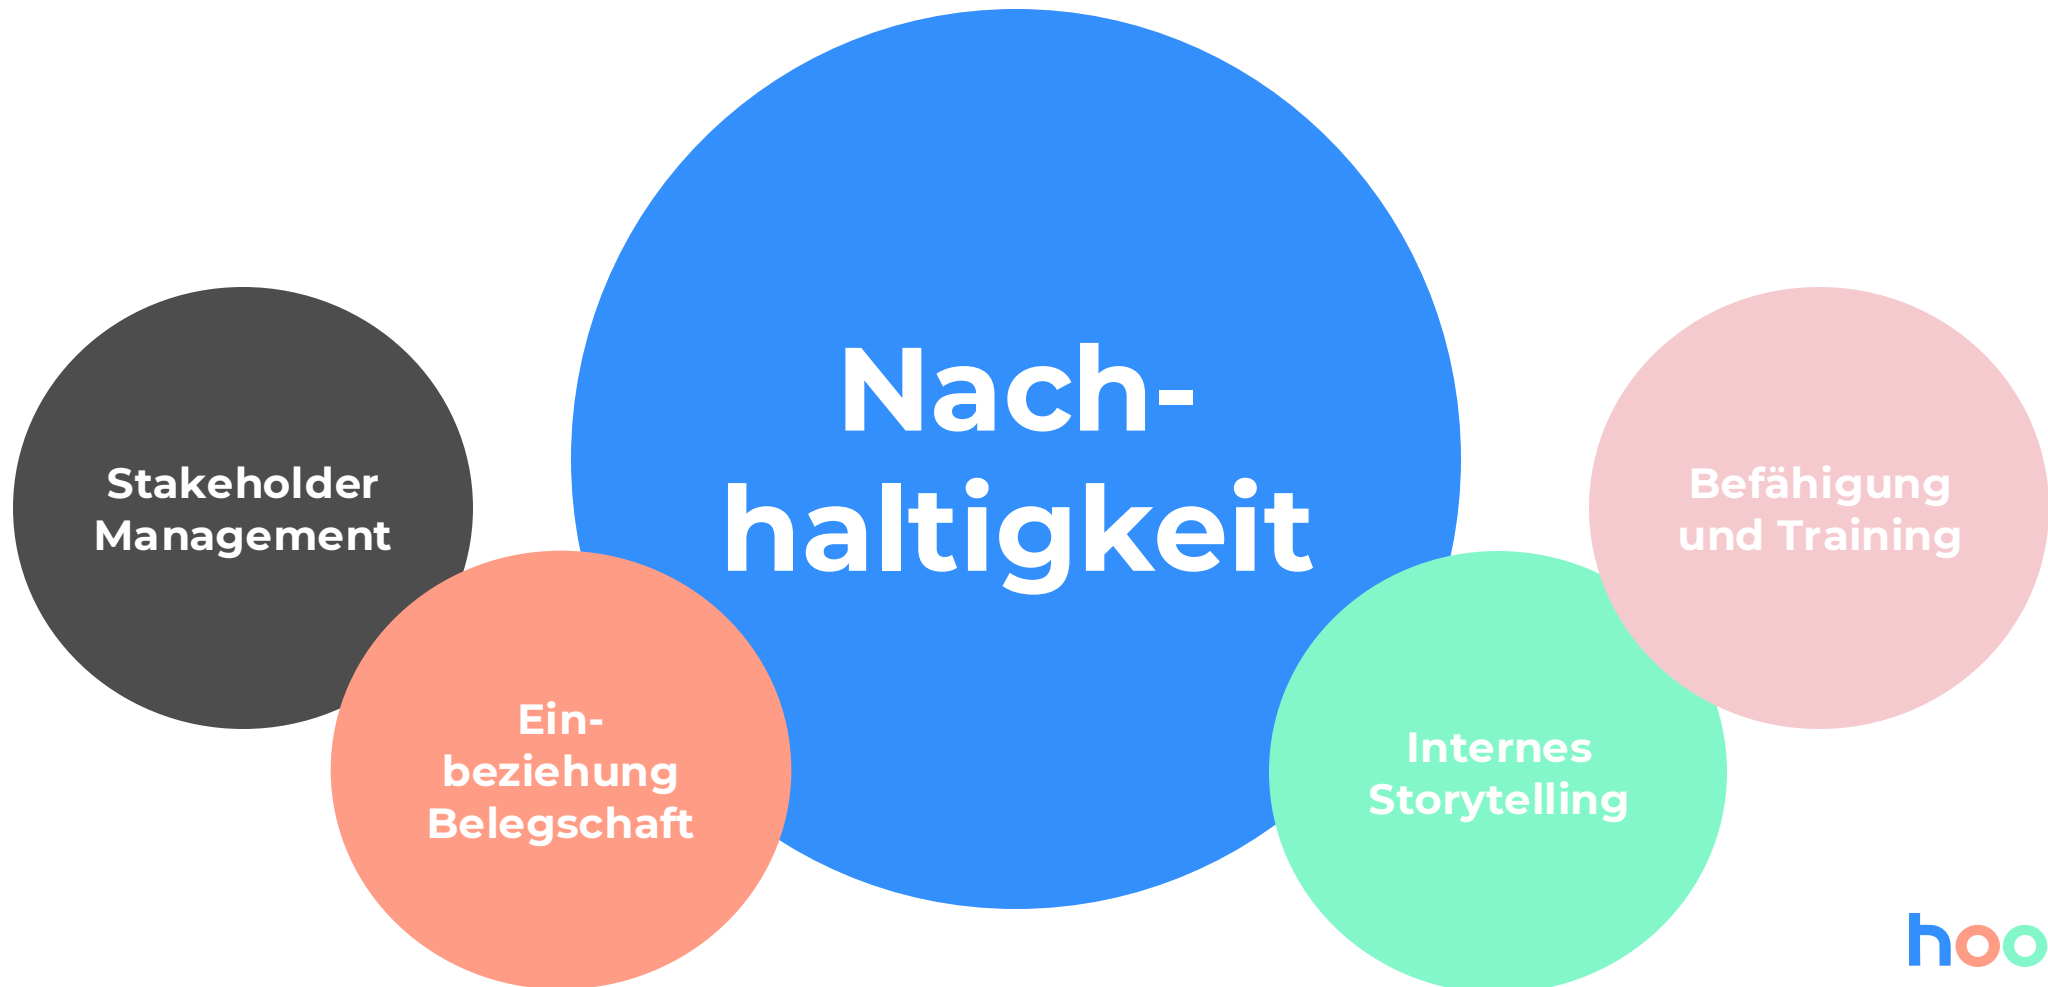 Nach-
haltigkeit
Stakeholder
Management
Ein-
beziehung
Belegschaft
Internes
Storytelling
Befähigung
und Training
hoo